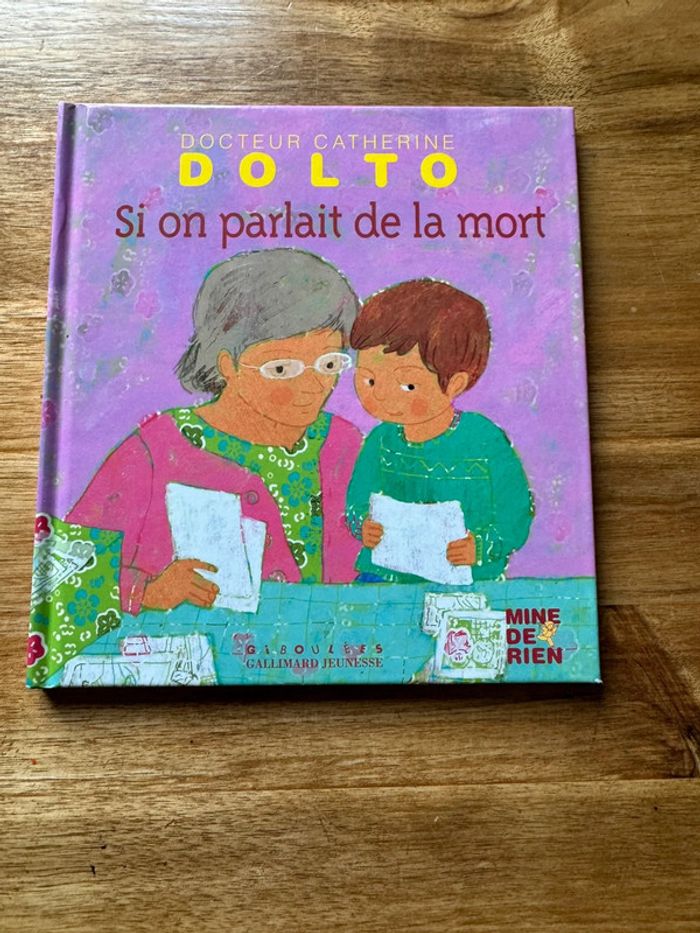 DOCTEUR CATHERINE
DOLTO
Si on parlait de la mort
GIBOULÉES
GALLIMARD JEUNESSE
MINE
DE
RIEN